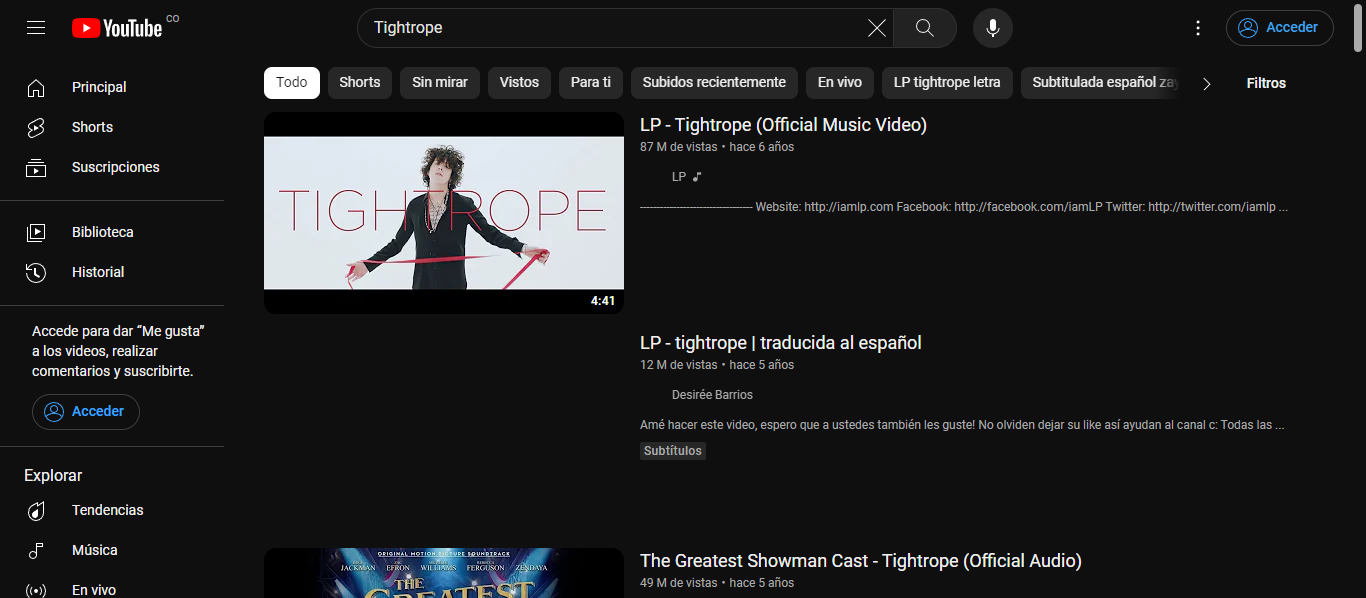 YouTube CO
Tightrope
Acceder
Principal
Shorts
Suscripciones
Biblioteca
Historial
Accede para dar “Me gusta”
a los videos, realizar
comentarios y suscribirte.
Acceder
Explorar
Tendencias
Música
En vivo
Todo Shorts Sin mirar Vistos Para ti Subidos recientemente En vivo LP tightrope letra Subtitulada español zay Filtros
TIGHTROPE
4:41
LP - Tightrope (Official Music Video)
87 M de vistas • hace 6 años
LP
---------------------------------- Website: http://iamlp.com Facebook: http://facebook.com/iamLP Twitter: http://twitter.com/iamlp ...
LP - tightrope | traducida al español
12 M de vistas • hace 5 años
Desirée Barrios
Amé hacer este video, espero que a ustedes también les guste! No olviden dejar su like así ayudan al canal c: Todas las ...
Subtítulos
ORIGINAL MOTION PICTURE SOUNDTRACK
JACKMAN EFRON WILLIAMS FERGUSON ZENDAYA
THE
GREATEST
The Greatest Showman Cast - Tightrope (Official Audio)
49 M de vistas • hace 5 años